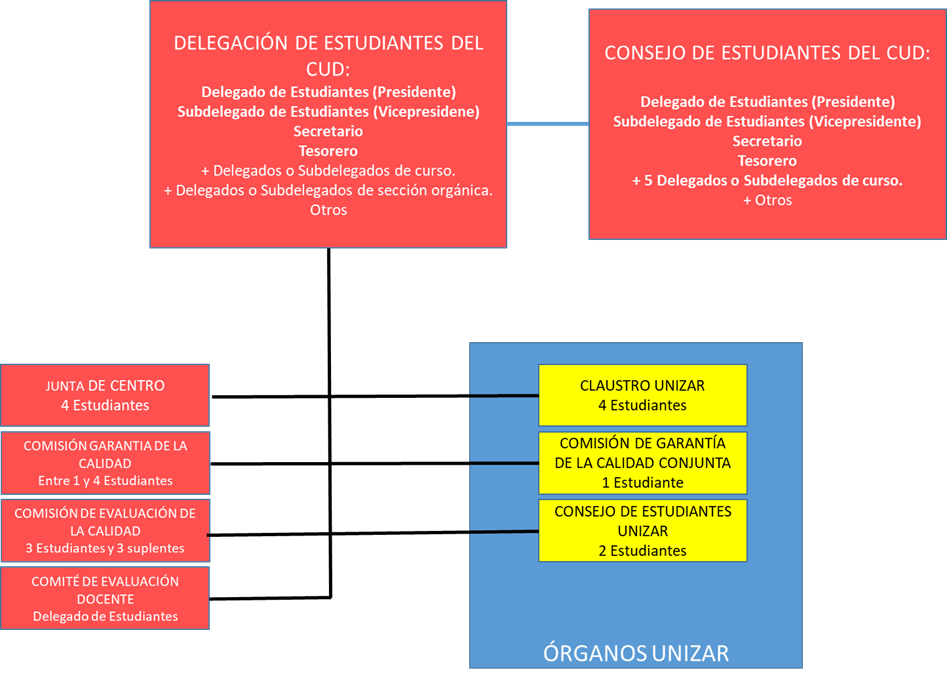 DELEGACIÓN DE ESTUDIANTES DEL
CUD:
Delegado de Estudiantes (Presidente)
Subdelegado de Estudiantes (Vicepresidene)
Secretario
Tesorero
+ Delegados o Subdelegados de curso.
+ Delegados o Subdelegados de sección orgánica.
Otros
CONSEJO DE ESTUDIANTES DEL CUD:
Delegado de Estudiantes (Presidente)
Subdelegado de Estudiantes (Vicepresidente)
Secretario
Tesorero
+ 5 Delegados o Subdelegados de curso.
+ Otros
JUNTA DE CENTRO
4 Estudiantes
COMISIÓN GARANTIA DE LA
CALIDAD
Entre 1 y 4 Estudiantes
COMISIÓN DE EVALUACIÓN DE
LA CALIDAD
3 Estudiantes y 3 suplentes
COMITÉ DE EVALUACIÓN
DOCENTE
Delegado de Estudiantes
CLAUSTRO UNIZAR
4 Estudiantes
COMISIÓN DE GARANTÍA
DE LA CALIDAD CONJUNTA
1 Estudiante
CONSEJO DE ESTUDIANTES
UNIZAR
2 Estudiantes
ÓRGANOS UNIZAR